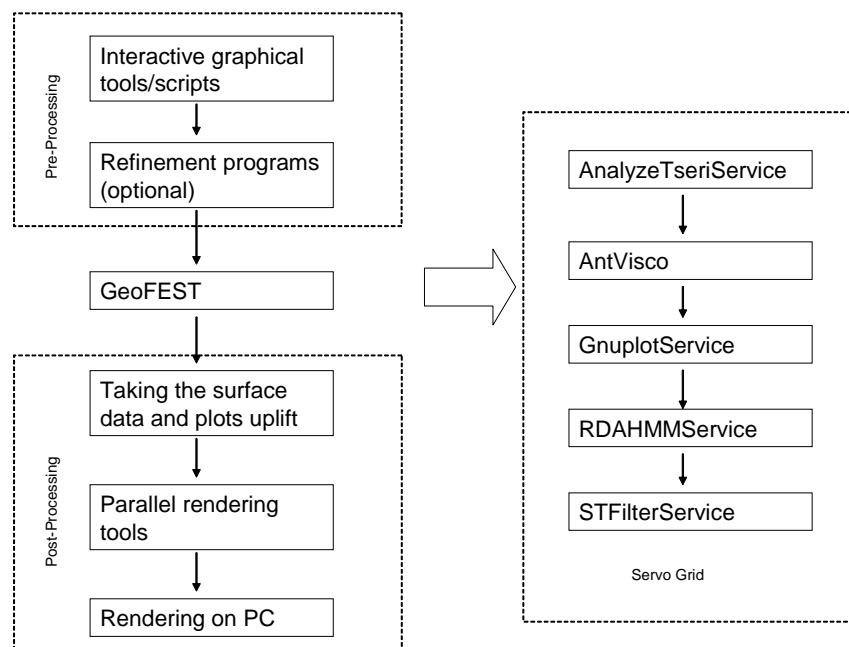 Pre-Processing
Interactive graphical
tools/scripts
Refinement programs
(optional)
GeoFEST
Post-Processing
Taking the surface
data and plots uplift
Parallel rendering
tools
Rendering on PC
AnalyzeTseriService
AntVisco
GnuplotService
RDAHMMService
STFilterService
Servo Grid